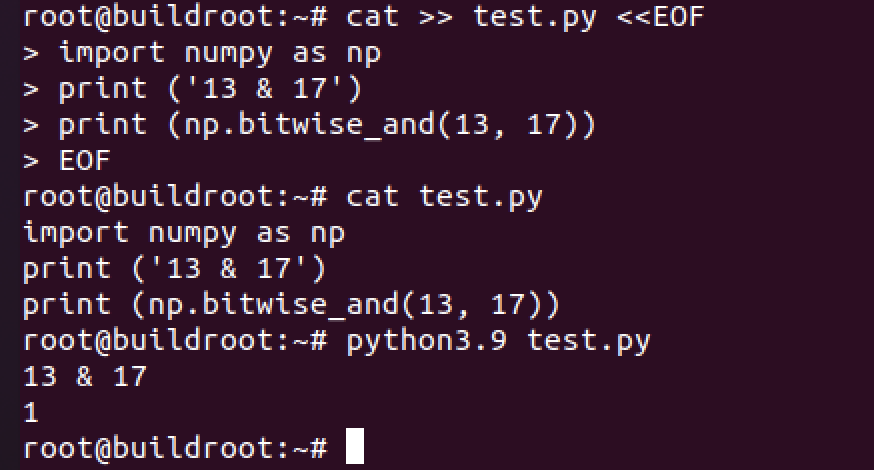 root@buildroot:~# cat >> test.py <<EOF
> import numpy as np
> print ('13 & 17')
> print (np.bitwise_and(13, 17))
> EOF
root@buildroot:~# cat test.py
import numpy as np
print ('13 & 17')
print (np.bitwise_and(13, 17))
root@buildroot:~# python3.9 test.py
13 & 17
1
root@buildroot:~#